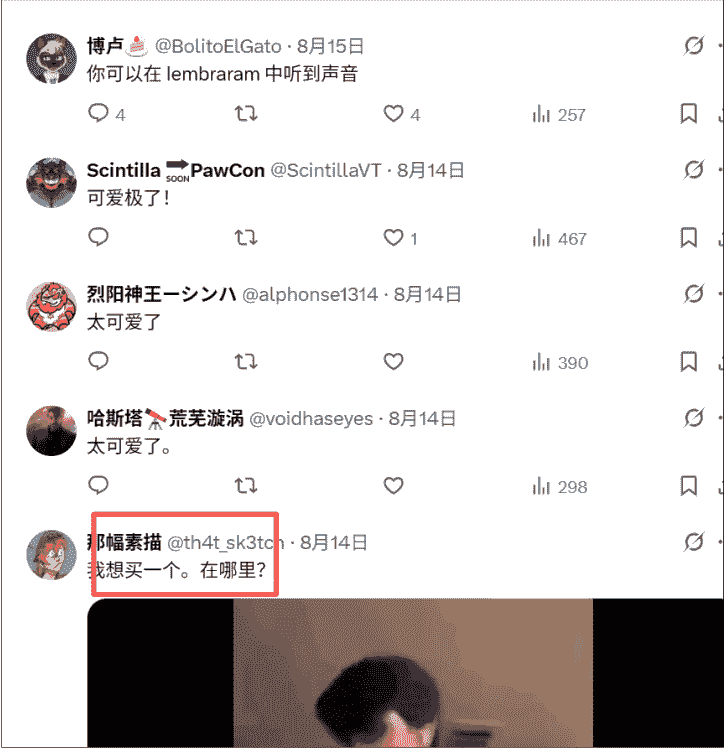 博卢🍰 @BolitoElGato · 8月15日
你可以在 lembraram 中听到声音
4 4 257
Scintilla SOON PawCon @ScintillaVT · 8月14日
可爱极了!
1 467
烈阳神王ーシンハ @alphonse1314 · 8月14日
太可爱了
390
哈斯塔🔭荒芜漩涡 @voidhaseyes · 8月14日
太可爱了。
298
那幅素描 @th4t_sk3tch · 8月14日
我想买一个。在哪里?